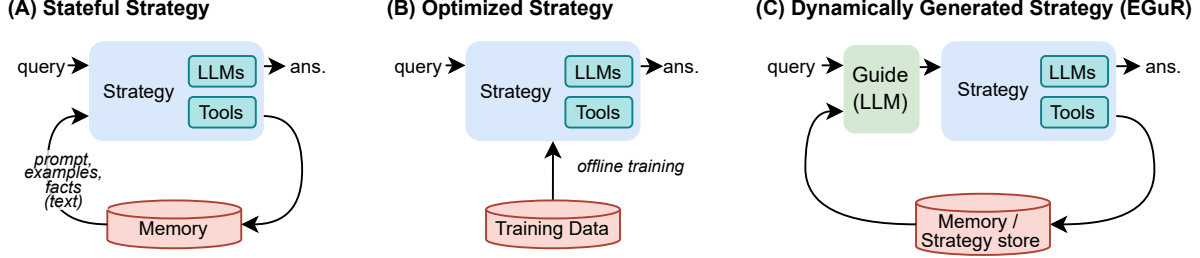 (A) Stateful Strategy
query
Strategy
LLMs
Tools
ans.
prompt,
examples,
facts
(text)
Memory
(B) Optimized Strategy
query
Strategy
LLMs
Tools
ans.
offline training
Training Data
(C) Dynamically Generated Strategy (EGuR)
query
Guide
(LLM)
Strategy
LLMs
Tools
ans.
Memory /
Strategy store